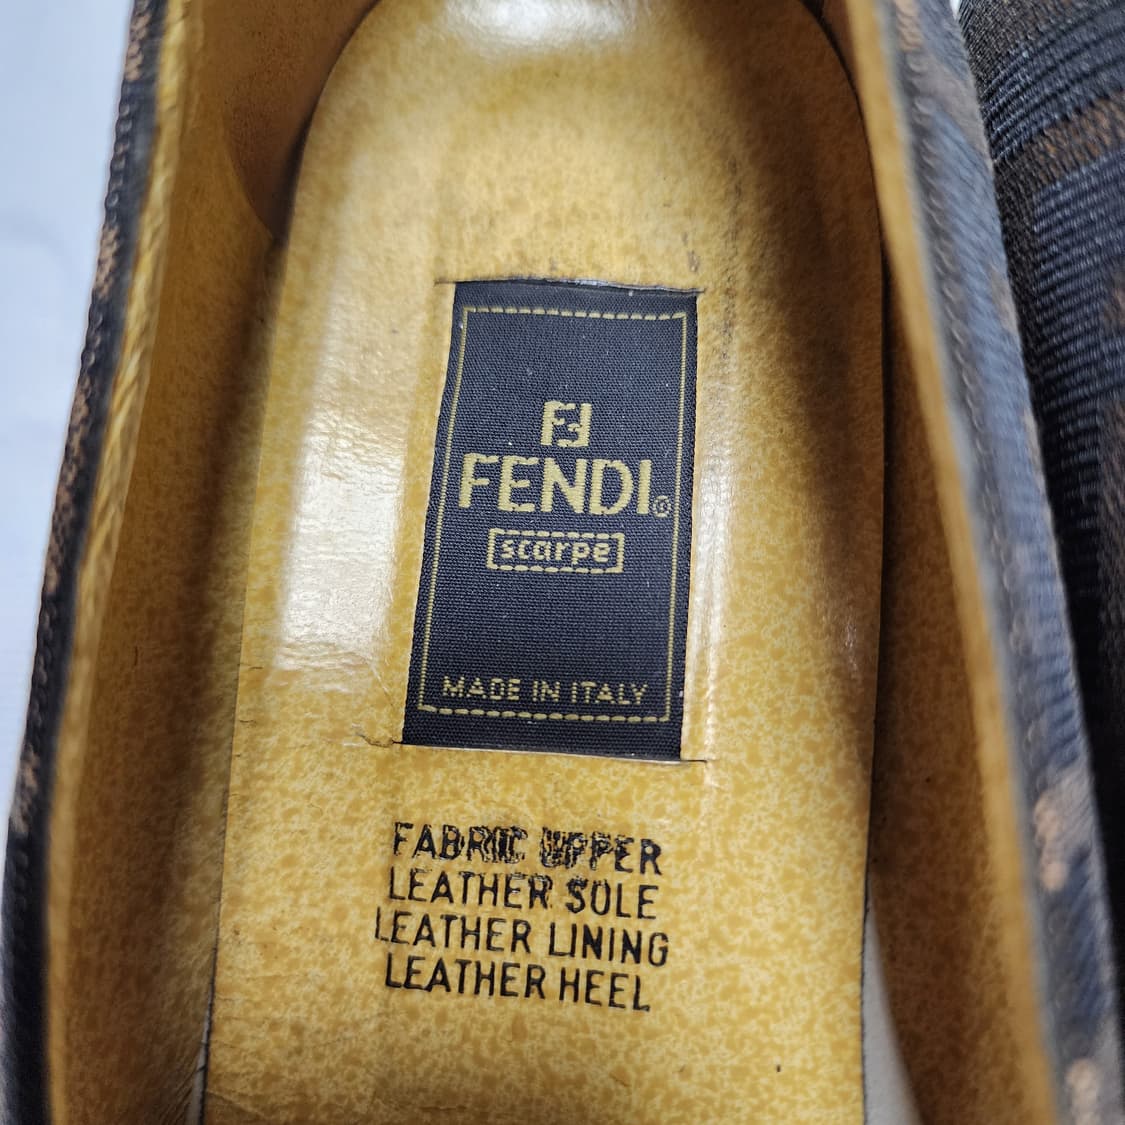 FF
FENDI®
scarpe
MADE IN ITALY
FABRIC UPPER
LEATHER SOLE
LEATHER LINING
LEATHER HEEL